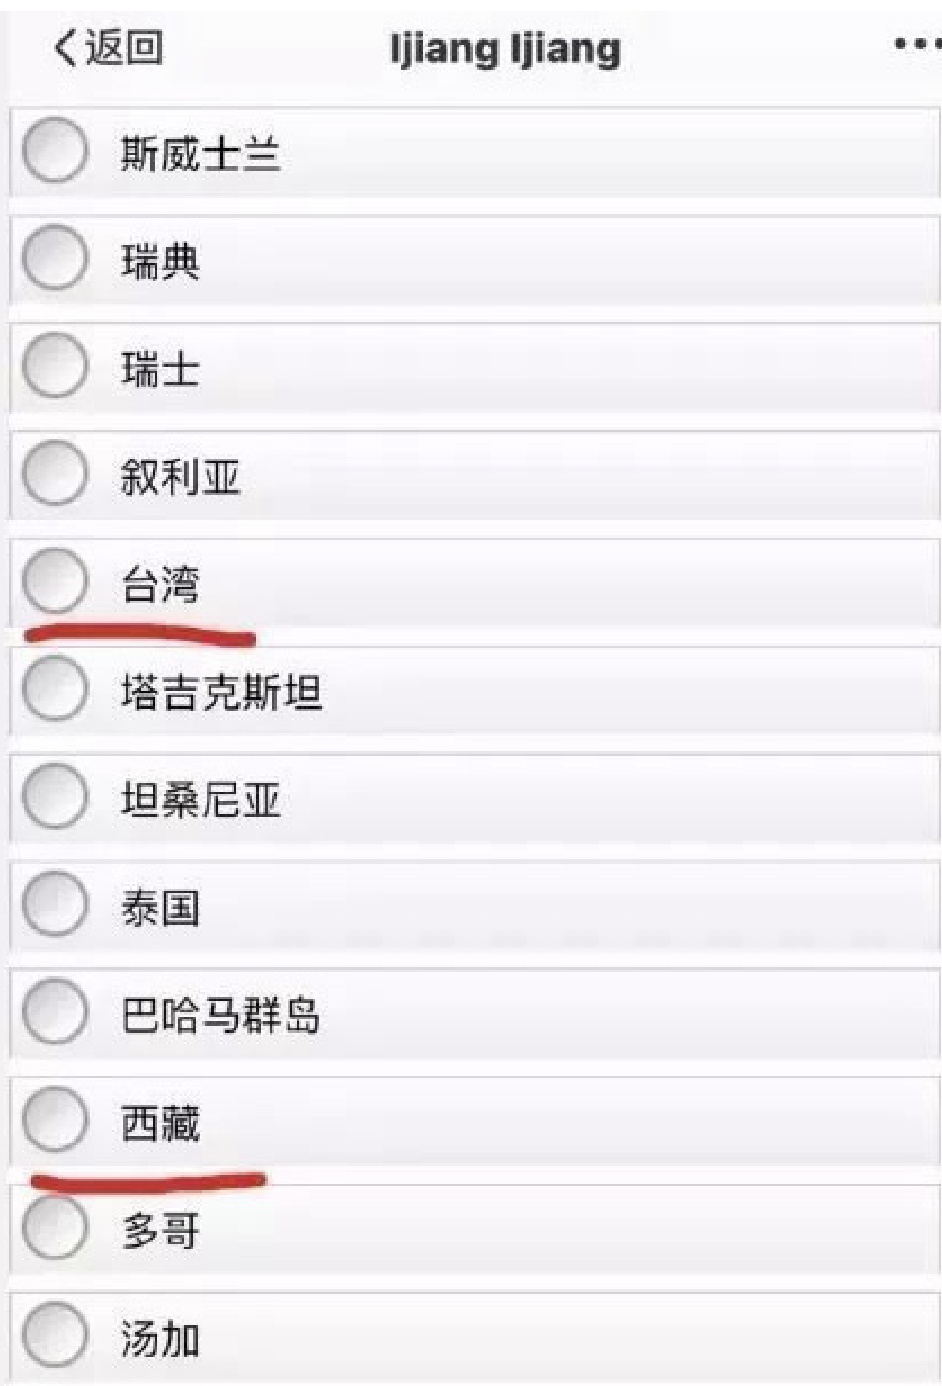 返回
Ijiang Ijiang
斯威士兰
瑞典
瑞士
叙利亚
台湾
塔吉克斯坦
坦桑尼亚
泰国
巴哈马群岛
西藏
多哥
汤加